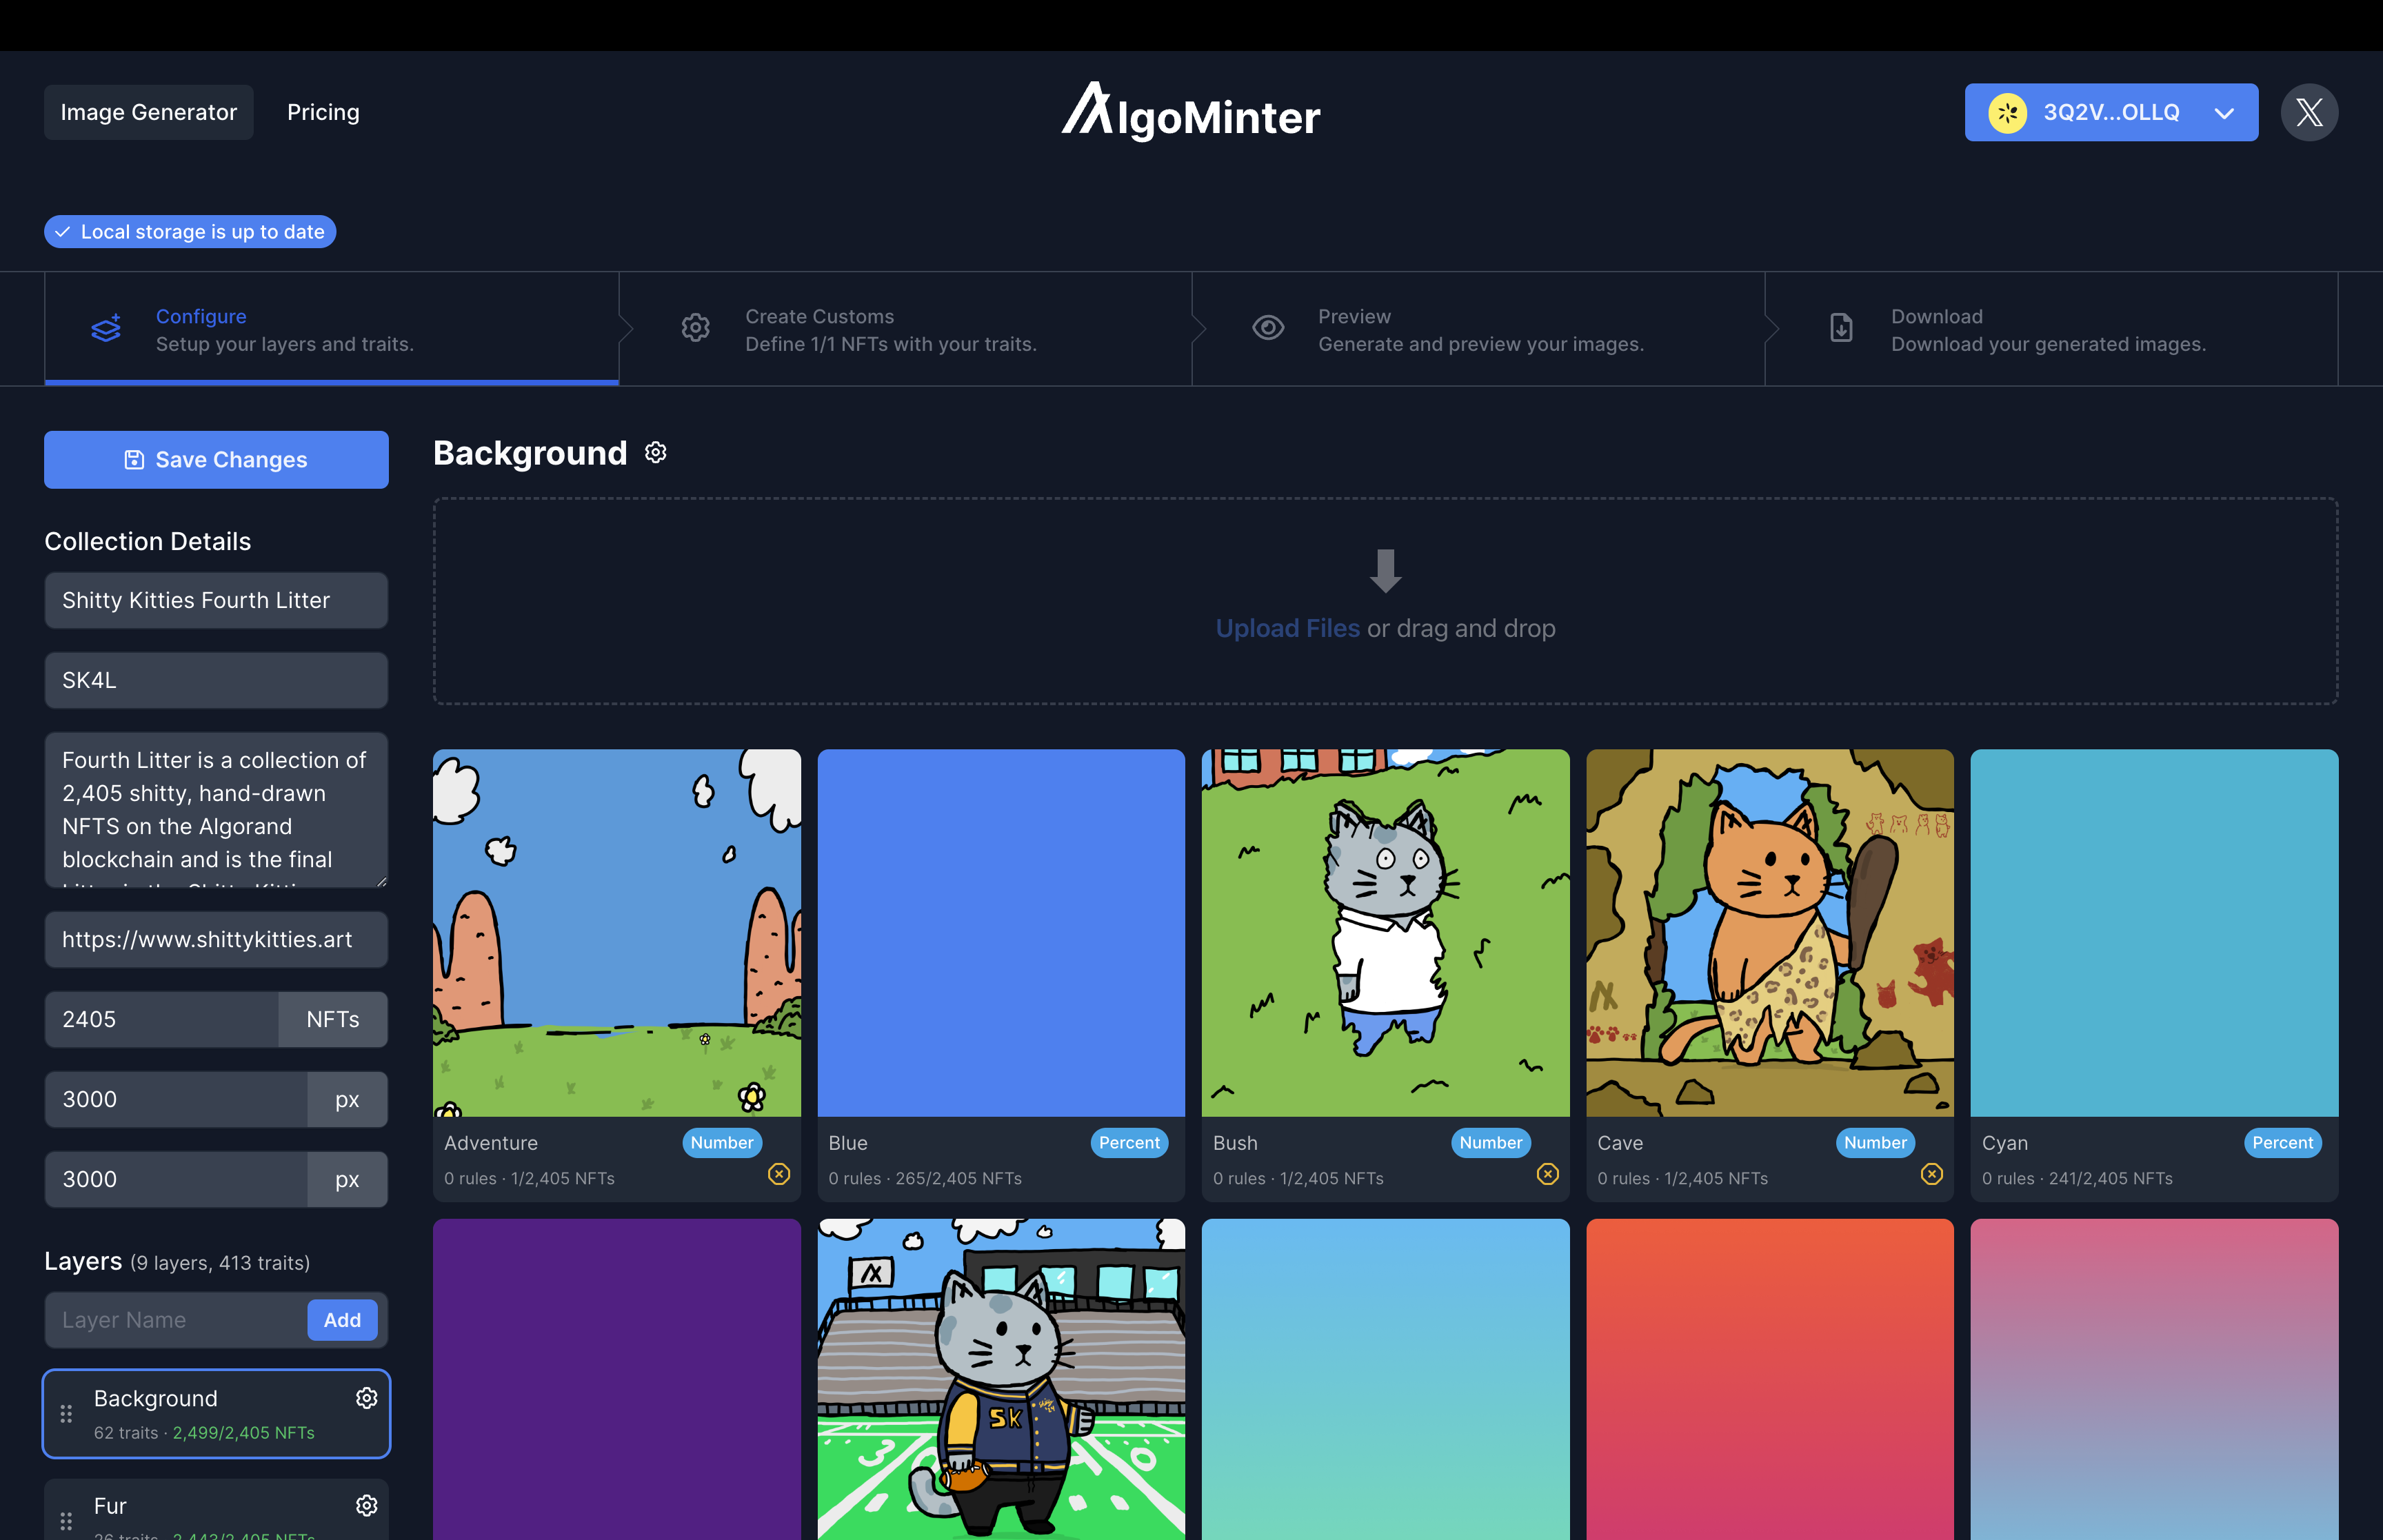 Image Generator
Pricing
AlgoMinter
3Q2V...OLLQ
Local storage is up to date
Configure
Setup your layers and traits.
Create Customs
Define 1/1 NFTs with your traits.
Preview
Generate and preview your images.
Download
Download your generated images.
Save Changes
Collection Details
Shitty Kitties Fourth Litter
SK4L
Fourth Litter is a collection of
2,405 shitty, hand-drawn
NFTS on the Algorand
blockchain and is the final
https://www.shittykitties.art
2405 NFTs
3000 px
3000 px
Layers (9 layers, 413 traits)
Layer Name Add
Background
62 traits · 2,499/2,405 NFTs
Fur
26 traits · 2,443/2,405 NFTs
Background
Upload Files or drag and drop
Adventure Number
0 rules · 1/2,405 NFTs
Blue Percent
0 rules · 265/2,405 NFTs
Bush Number
0 rules · 1/2,405 NFTs
Cave Number
0 rules · 1/2,405 NFTs
Cyan Percent
0 rules · 241/2,405 NFTs
SK